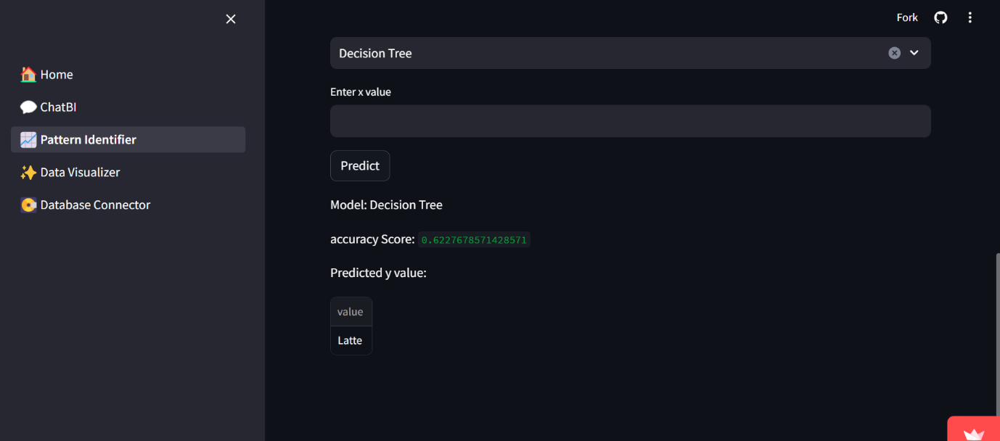 Fork
Home
ChatBI
Pattern Identifier
Data Visualizer
Database Connector
Decision Tree
Enter x value
Predict
Model: Decision Tree
accuracy Score: 0.6227678571428571
Predicted y value:
value
Latte